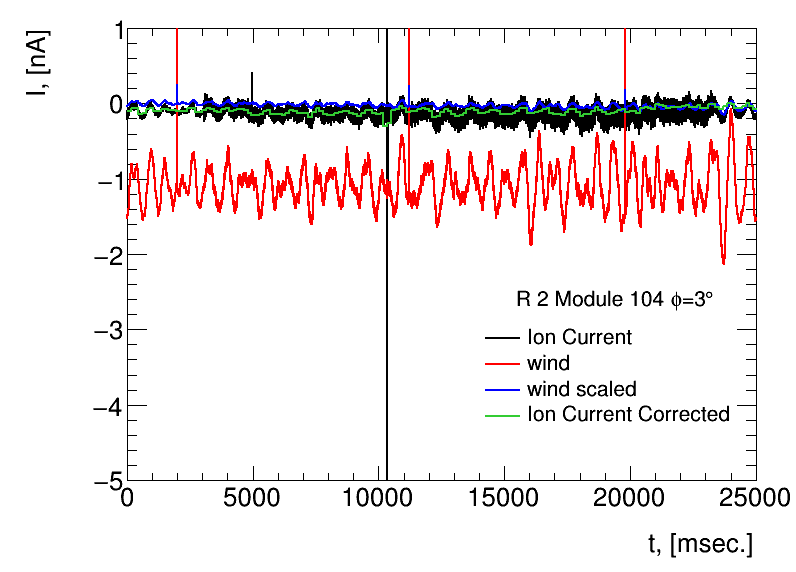 I, [nA]
1
0
−1
−2
−3
−4
−5
R 2 Module 104 ϕ=3°
Ion Current
wind
wind scaled
Ion Current Corrected
0 5000 10000 15000 20000 25000
t, [msec.]